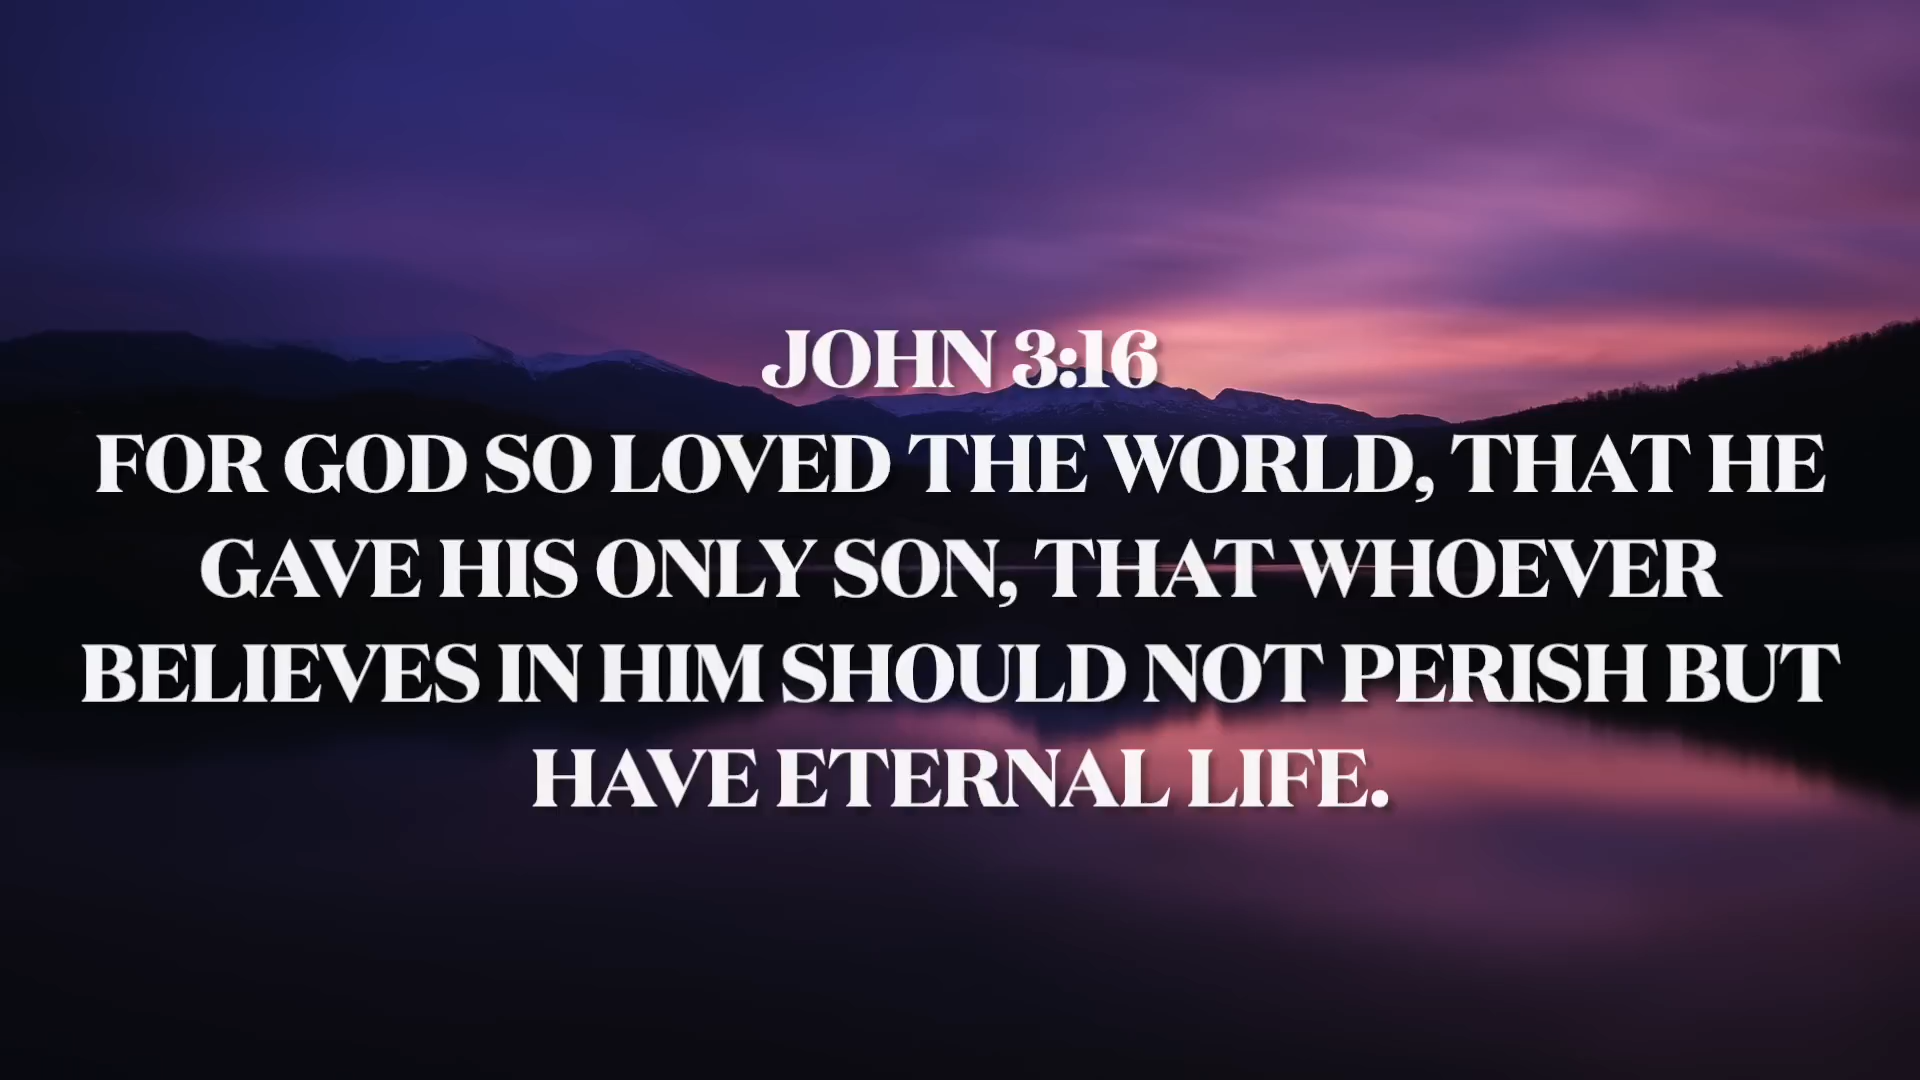 JOHN 3:16
FOR GOD SO LOVED THE WORLD, THAT HE
GAVE HIS ONLY SON, THAT WHOEVER
BELIEVES IN HIM SHOULD NOT PERISH BUT
HAVE ETERNAL LIFE.